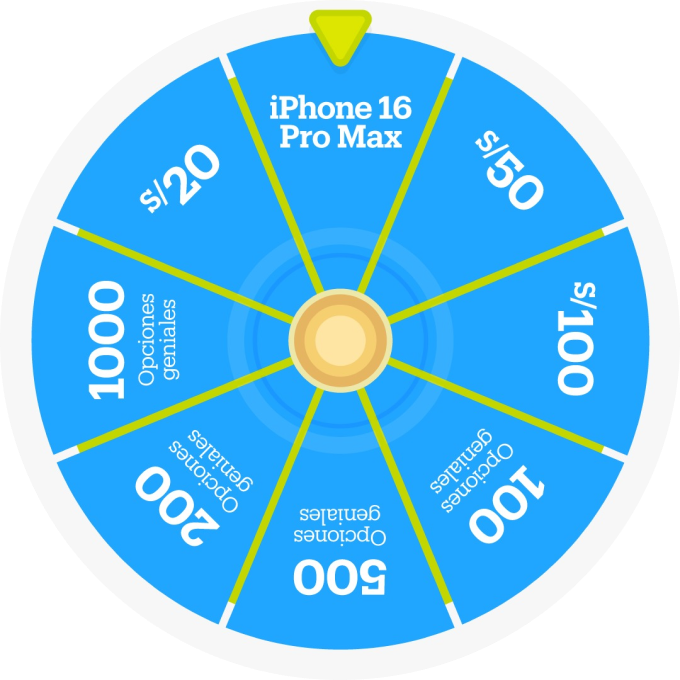 iPhone 16
Pro Max
s/50
s/100
100
Opciones
geniales
500
Opciones
geniales
200
Opciones
geniales
1000
Opciones
geniales
s/20